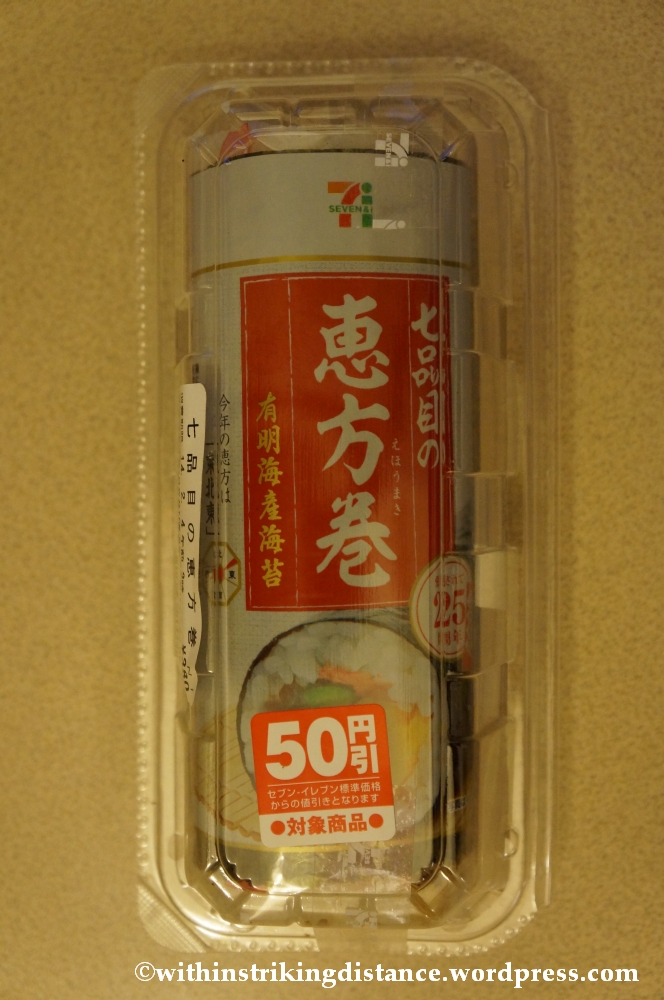 SEVEN&i
七品目の
恵方巻
えほうまき
有明海産海苔
今年の恵方は
「東北東」
七品目の恵方巻
25
50円引
セブン-イレブン標準価格
からの値引きとなります
●対象商品●
©withinstrikingdistance.wordpress.com